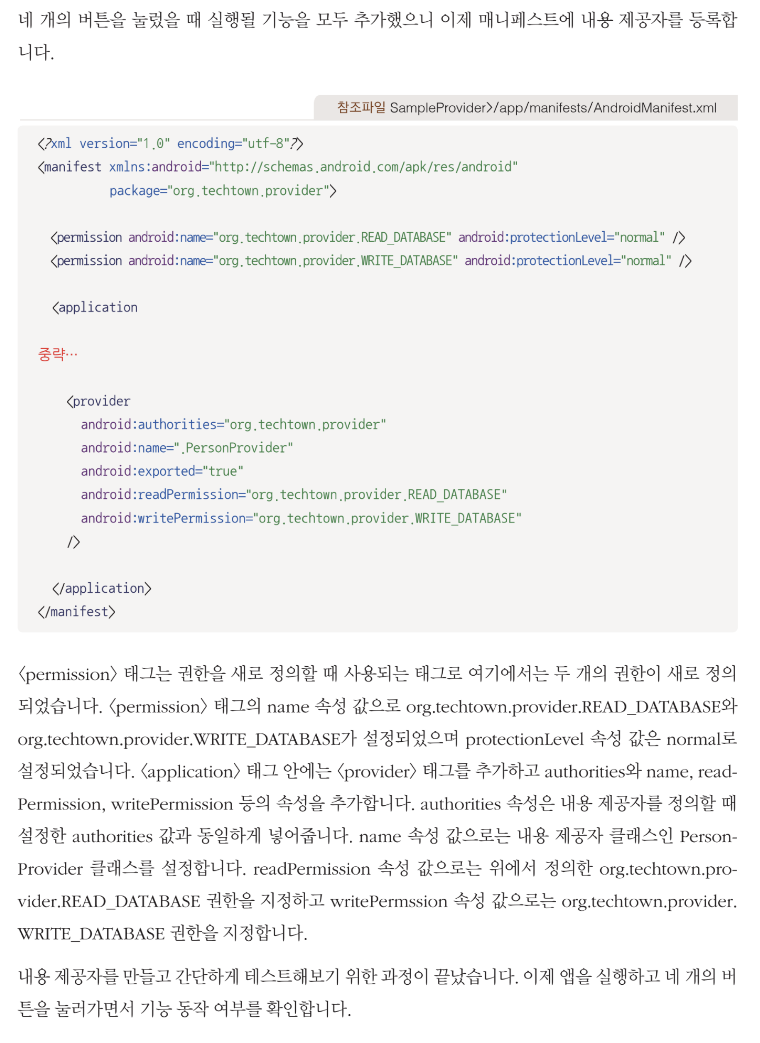 네 개의 버튼을 눌렀을 때 실행될 기능을 모두 추가했으니 이제 매니페스트에 내용 제공자를 등록합
니다.
참조파일 SampleProvider>/app/manifests/AndroidManifest.xml
<?xml version="1.0" encoding="utf-8"?>
<manifest xmlns:android="http://schemas.android.com/apk/res/android"
package="org.techtown.provider">
<permission android:name="org.techtown.provider.READ_DATABASE" android:protectionLevel="normal" />
<permission android:name="org.techtown.provider.WRITE_DATABASE" android:protectionLevel="normal" />
<application
중략…
<provider
android:authorities="org.techtown.provider"
android:name=".PersonProvider"
android:exported="true"
android:readPermission="org.techtown.provider.READ_DATABASE"
android:writePermission="org.techtown.provider.WRITE_DATABASE"
/>
</application>
</manifest>
〈permission〉 태그는 권한을 새로 정의할 때 사용되는 태그로 여기에서는 두 개의 권한이 새로 정의
되었습니다. 〈permission〉 태그의 name 속성 값으로 org.techtown.provider.READ_DATABASE와
org.techtown.provider.WRITE_DATABASE가 설정되었으며 protectionLevel 속성 값은 normal로
설정되었습니다. 〈application〉 태그 안에는 〈provider〉 태그를 추가하고 authorities와 name, read-
Permission, writePermission 등의 속성을 추가합니다. authorities 속성은 내용 제공자를 정의할 때
설정한 authorities 값과 동일하게 넣어줍니다. name 속성 값으로는 내용 제공자 클래스인 Person-
Provider 클래스를 설정합니다. readPermission 속성 값으로는 위에서 정의한 org.techtown.pro-
vider.READ_DATABASE 권한을 지정하고 writePermssion 속성 값으로는 org.techtown.provider.
WRITE_DATABASE 권한을 지정합니다.
내용 제공자를 만들고 간단하게 테스트해보기 위한 과정이 끝났습니다. 이제 앱을 실행하고 네 개의 버
튼을 눌러가면서 기능 동작 여부를 확인합니다.